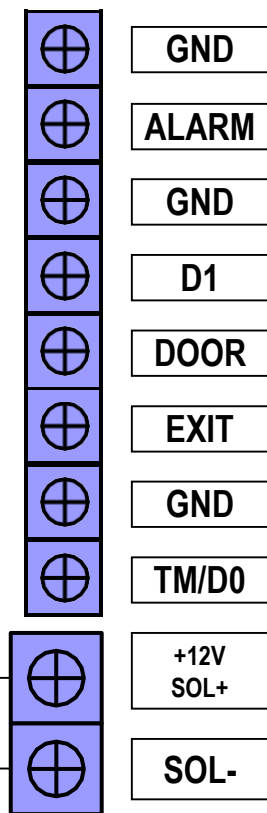 GND
ALARM
GND
D1
DOOR
EXIT
GND
TM/D0
+12V
SOL+
SOL-